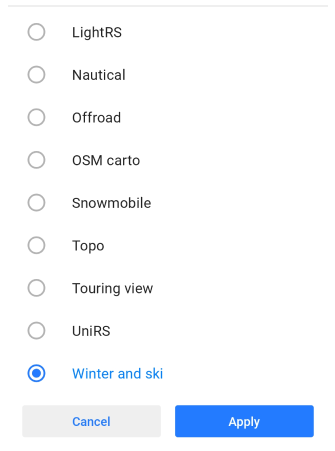 LightRS
Nautical
Offroad
OSM carto
Snowmobile
Topo
Touring view
UniRS
Winter and ski
Cancel
Apply